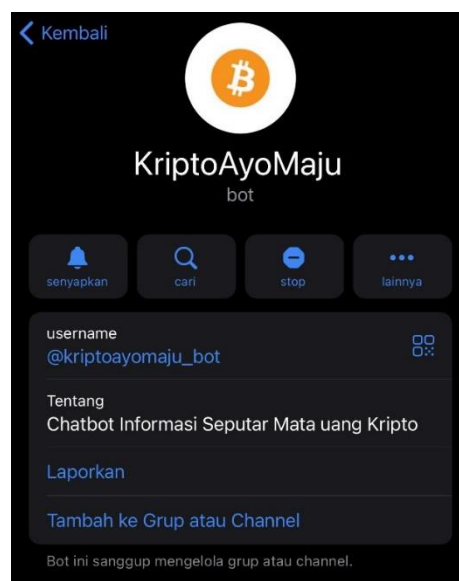 Kembali
KriptoAyoMaju
bot
senyapkan cari stop lainnya
username
@kriptoayomaju_bot
Tentang
Chatbot Informasi Seputar Mata uang Kripto
Laporkan
Tambah ke Grup atau Channel
Bot ini sanggup mengelola grup atau channel.